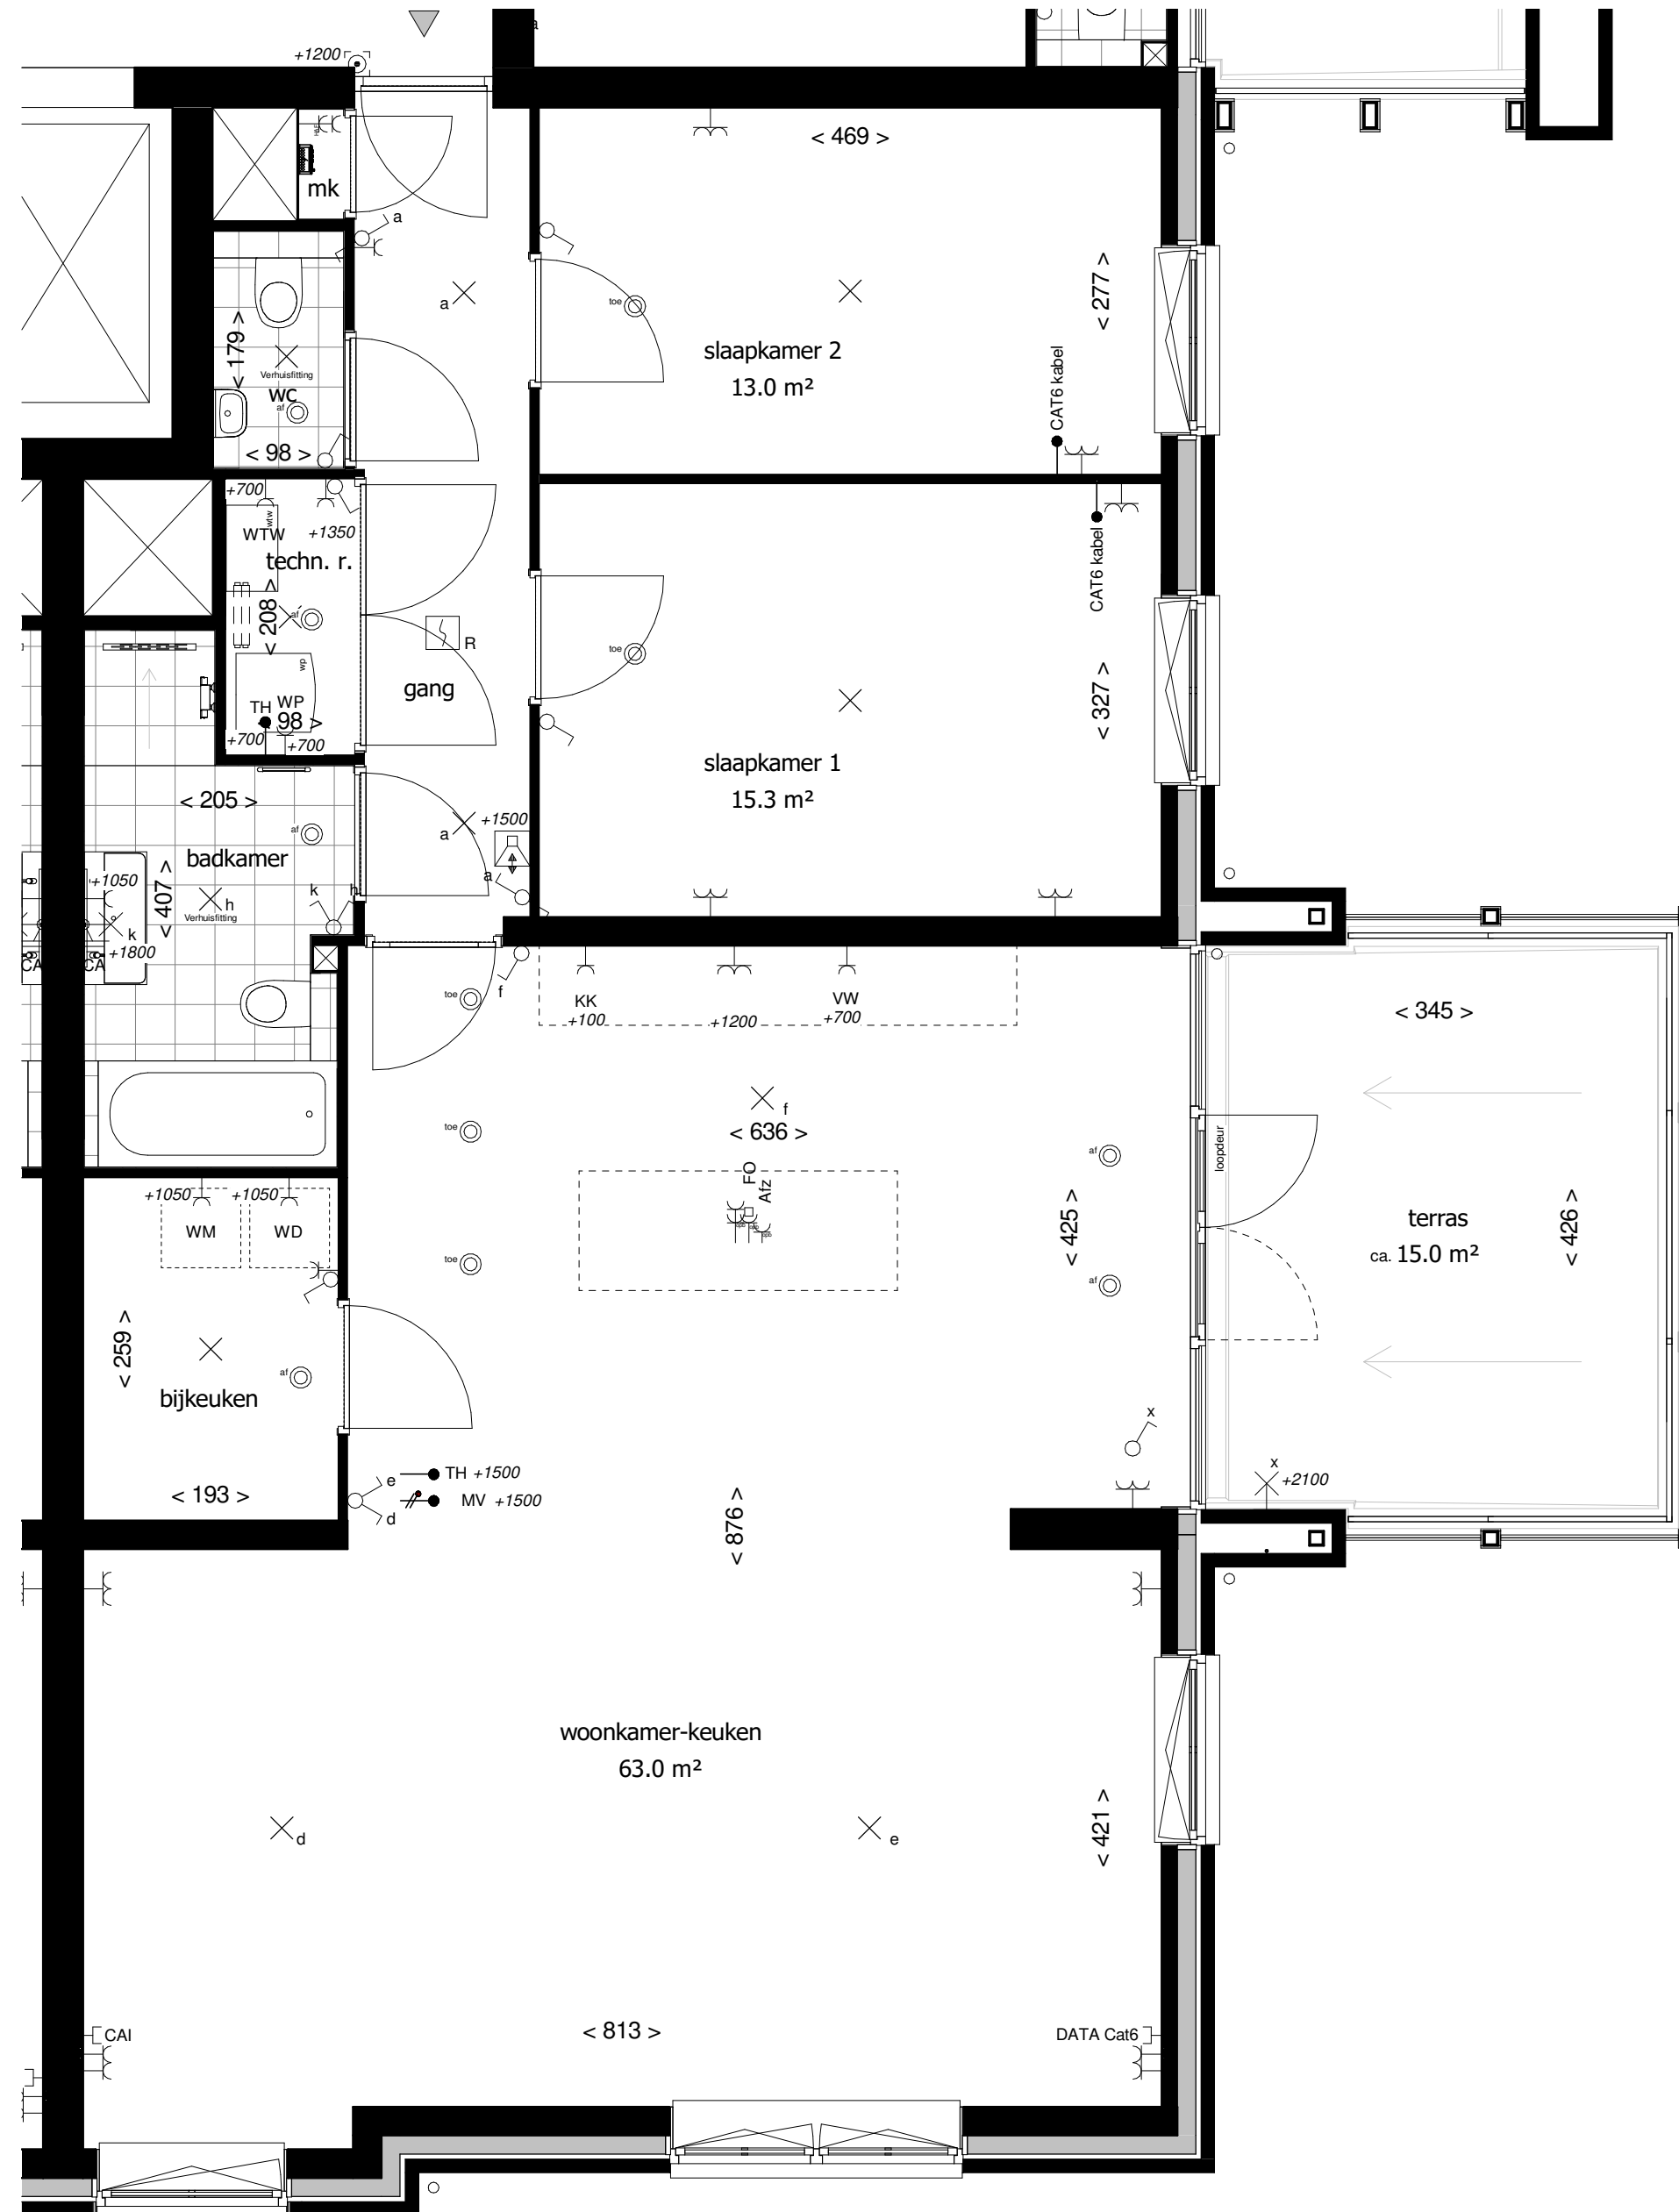 +1200
a
< 469 >
mk
a
a
< 277 >
toe
slaapkamer 2
13.0 m²
< 179 >
Verhuisfitting
WC
af
< 98 >
CAT6 kabel
+700
wtw
WTW
+1350
techn. r.
CAT6 kabel
< 208 >
af
R
toe
wp
gang
TH
WP
< 98 >
+700
+700
< 327 >
slaapkamer 1
15.3 m²
< 205 >
af
a
+1500
badkamer
+1050
< 407 >
h
Verhuisfitting
k
h
a
k
+1800
CA
CA
f
toe
KK
+100
+1200
VW
+700
< 345 >
f
< 636 >
toe
af
loopdeur
FO
Afz
+1050
+1050
WM
WD
< 425 >
terras
ca. 15.0 m²
< 426 >
toe
af
< 259 >
af
bijkeuken
x
< 193 >
e
TH +1500
MV +1500
d
x
+2100
< 876 >
woonkamer-keuken
63.0 m²
d
e
< 421 >
CAI
< 813 >
DATA Cat6